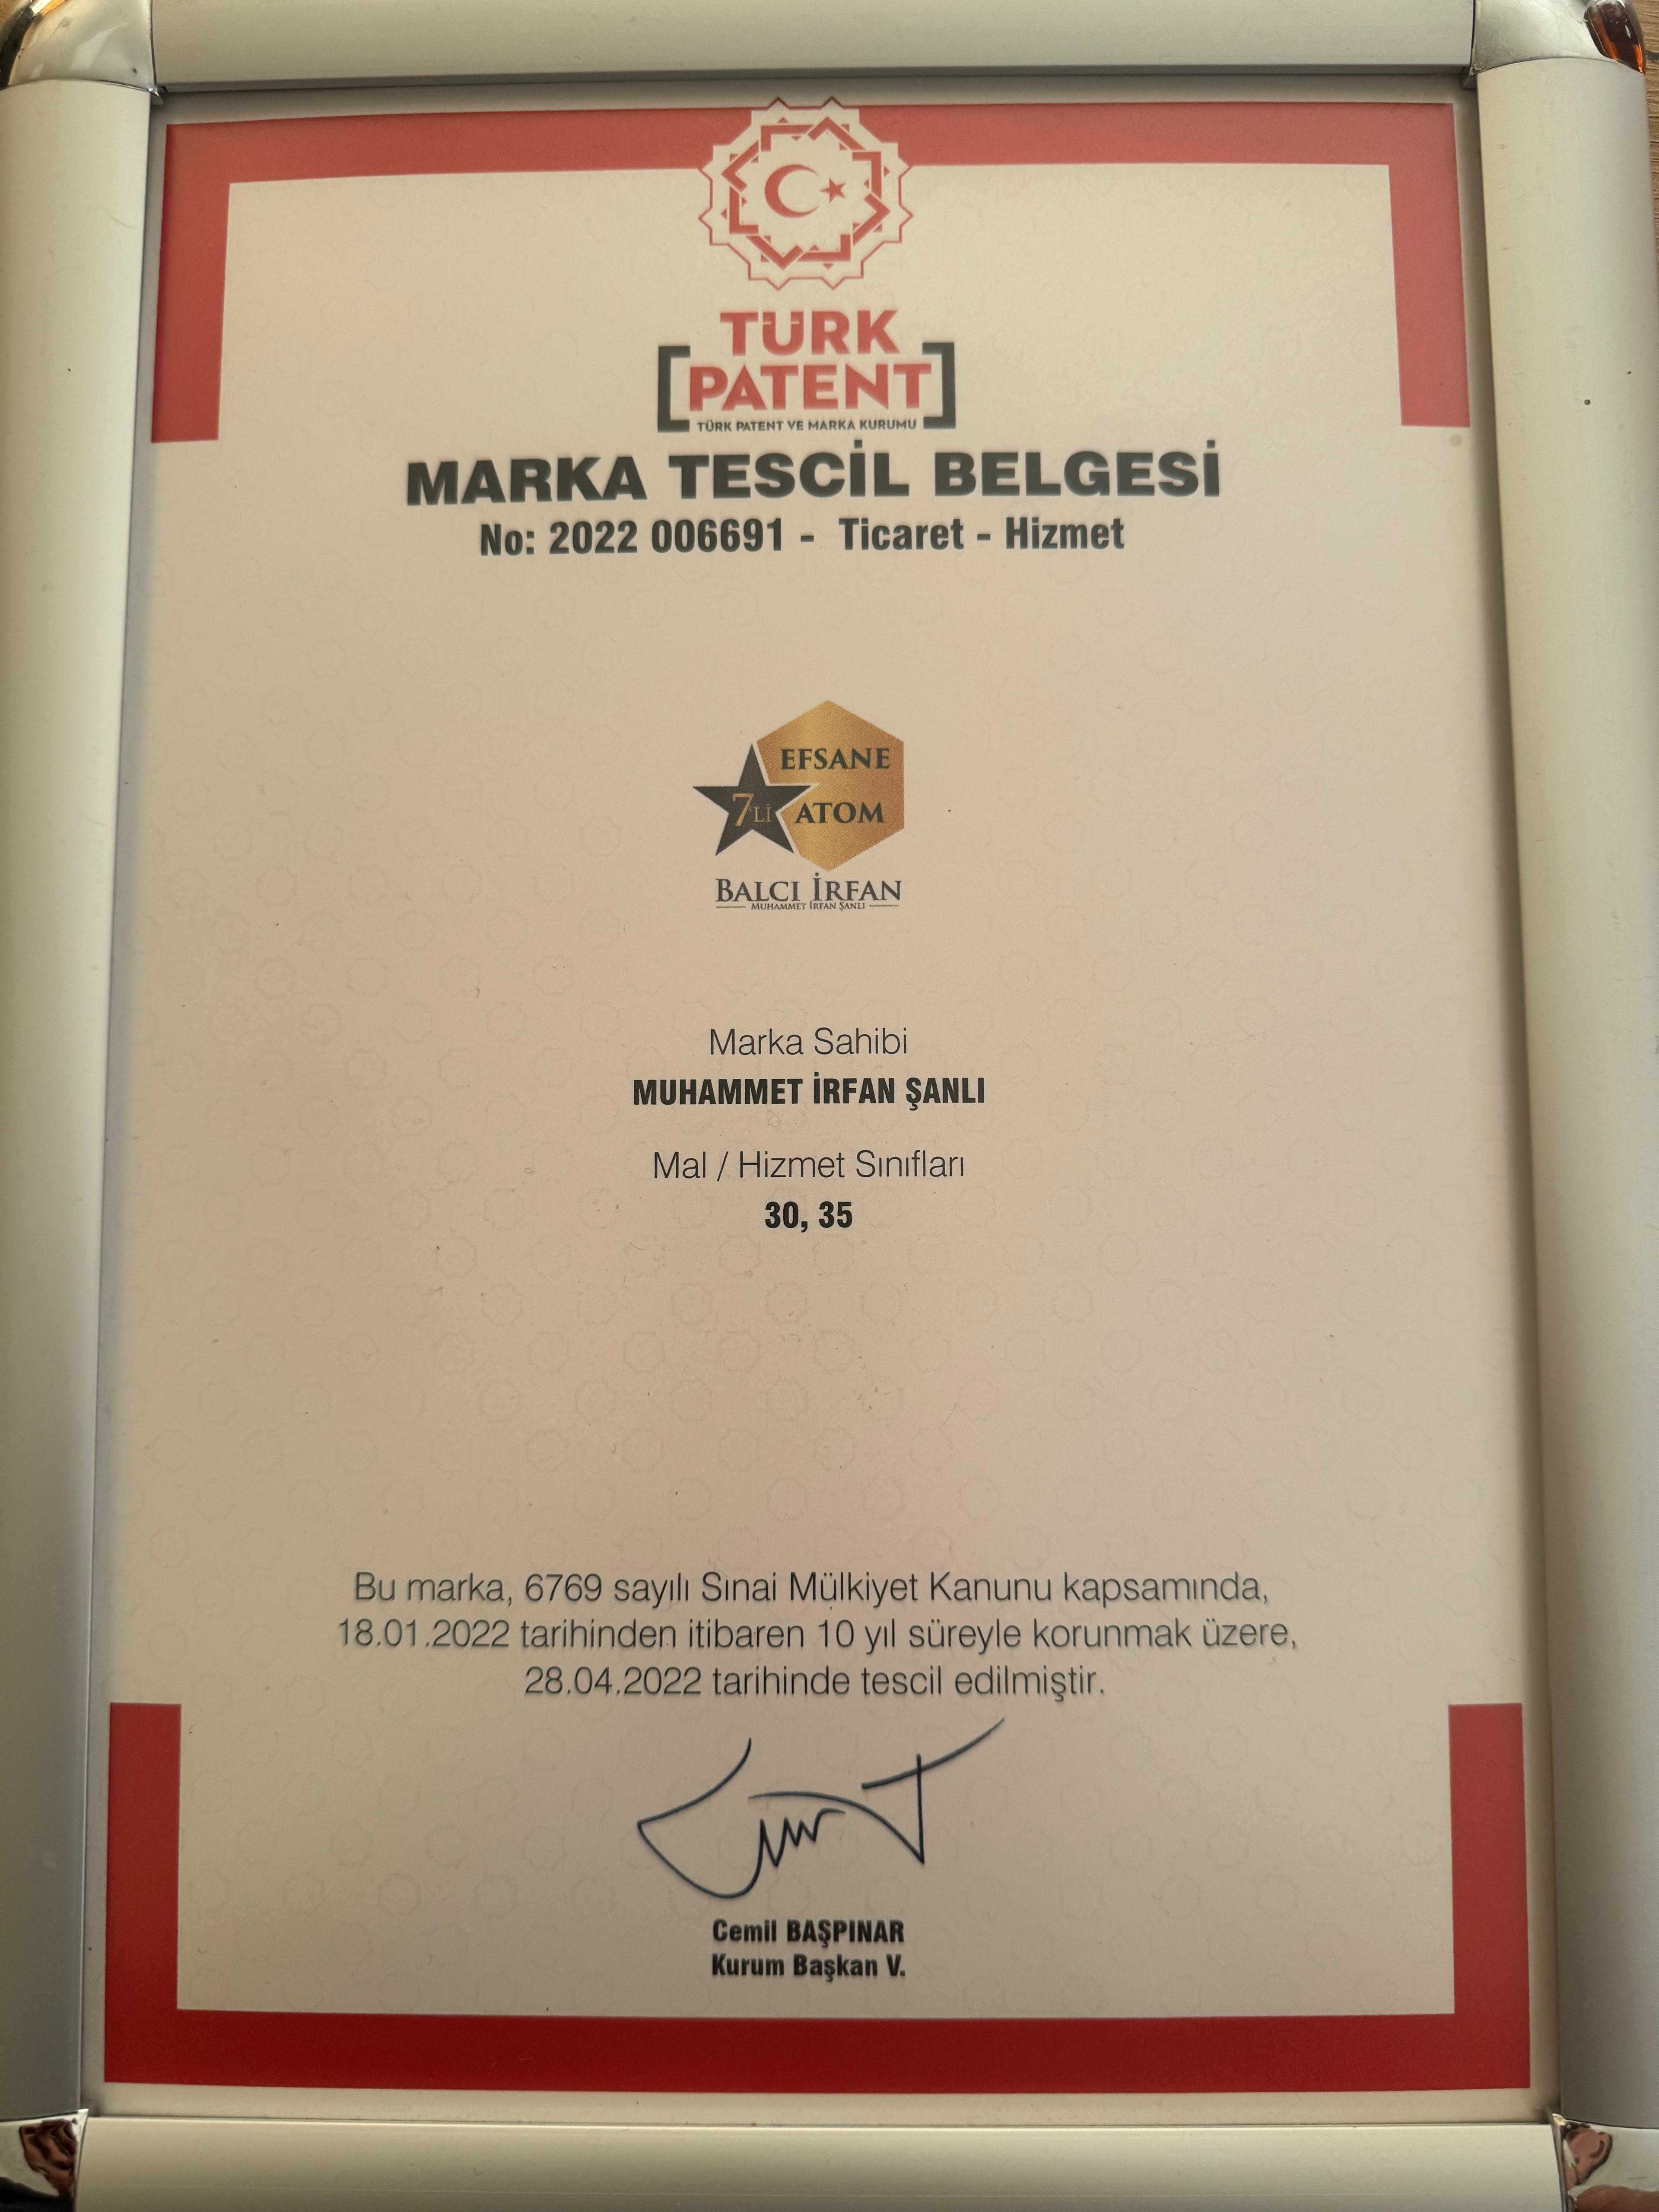 TÜRK
PATENT
TÜRK PATENT VE MARKA KURUMU
MARKA TESCİL BELGESİ
No: 2022 006691 - Ticaret - Hizmet
EFSANE
7Lİ ATOM
BALCI İRFAN
MUHAMMET İRFAN ŞANLI
Marka Sahibi
MUHAMMET İRFAN ŞANLI
Mal / Hizmet Sınıfları
30, 35
Bu marka, 6769 sayılı Sınai Mülkiyet Kanunu kapsamında,
18.01.2022 tarihinden itibaren 10 yıl süreyle korunmak üzere,
28.04.2022 tarihinde tescil edilmiştir.
Cemil BAŞPINAR
Kurum Başkan V.